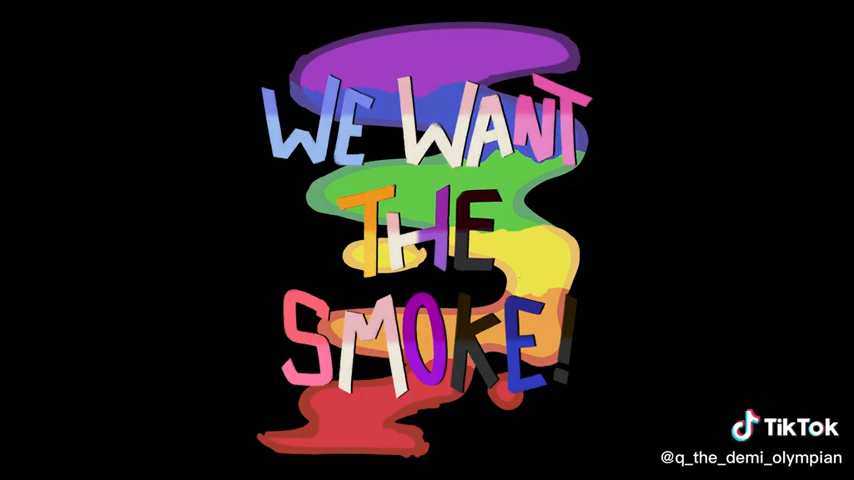 WE WANT
THE
SMOKE!
TikTok
@q_the_demi_olympian